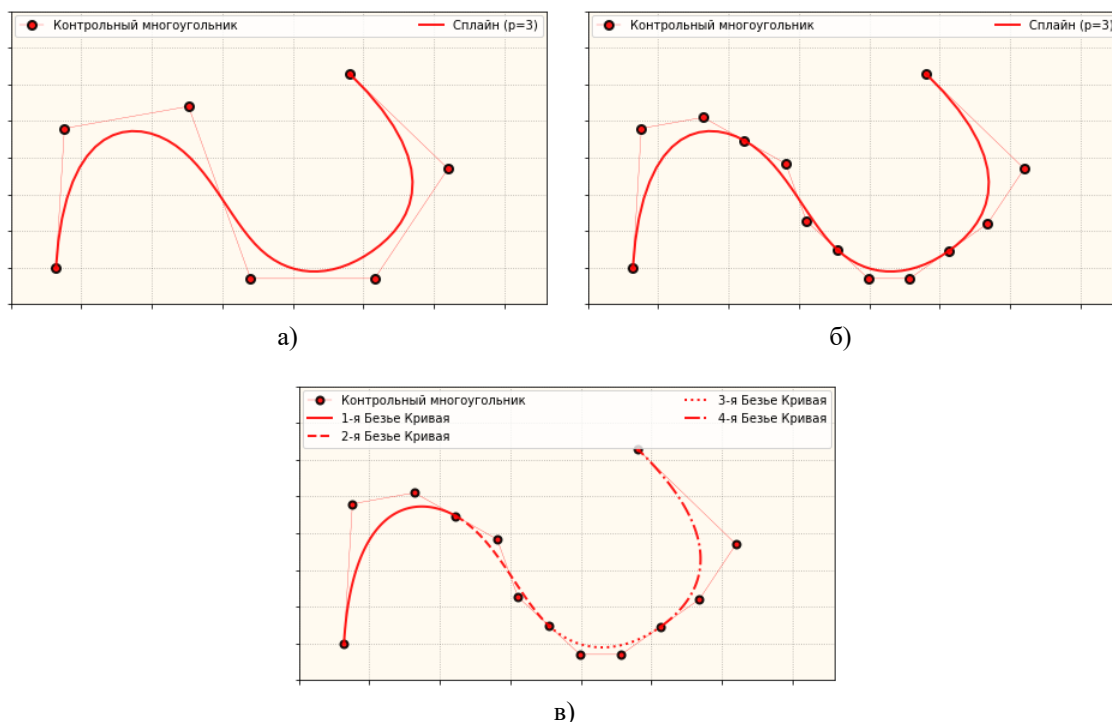 Контрольный многоугольник Сплайн (p=3)
Контрольный многоугольник Сплайн (p=3)
а) б)
Контрольный многоугольник 3-я Безье Кривая
1-я Безье Кривая 4-я Безье Кривая
2-я Безье Кривая
в)